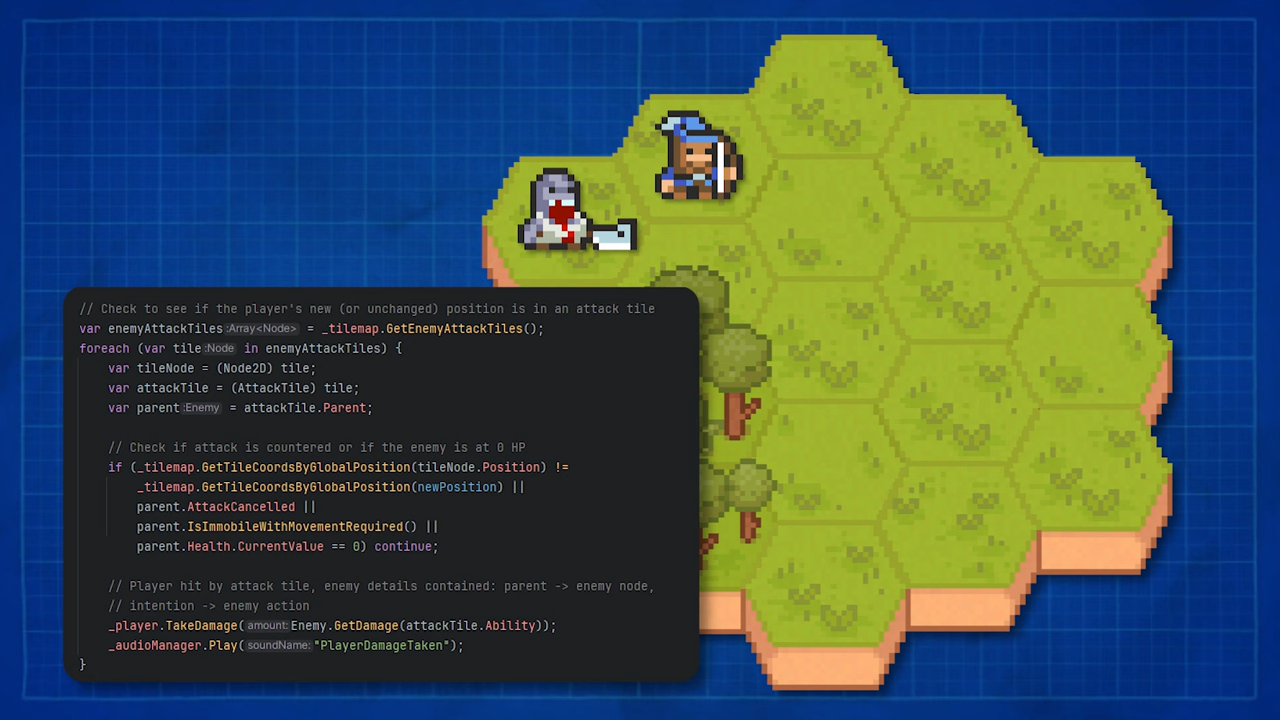 // Check to see if the player's new (or unchanged) position is in an attack tile
var enemyAttackTiles :Array<Node> = _tilemap.GetEnemyAttackTiles();
foreach (var tile :Node in enemyAttackTiles) {
    var tileNode = (Node2D) tile;
    var attackTile = (AttackTile) tile;
    var parent :Enemy = attackTile.Parent;

    // Check if attack is countered or if the enemy is at 0 HP
    if (_tilemap.GetTileCoordsByGlobalPosition(tileNode.Position) !=
        _tilemap.GetTileCoordsByGlobalPosition(newPosition) ||
        parent.AttackCancelled ||
        parent.IsImmobileWithMovementRequired() ||
        parent.Health.CurrentValue == 0) continue;

    // Player hit by attack tile, enemy details contained: parent -> enemy node,
    // intention -> enemy action
    _player.TakeDamage( amount: Enemy.GetDamage(attackTile.Ability));
    _audioManager.Play( soundName: "PlayerDamageTaken");
}